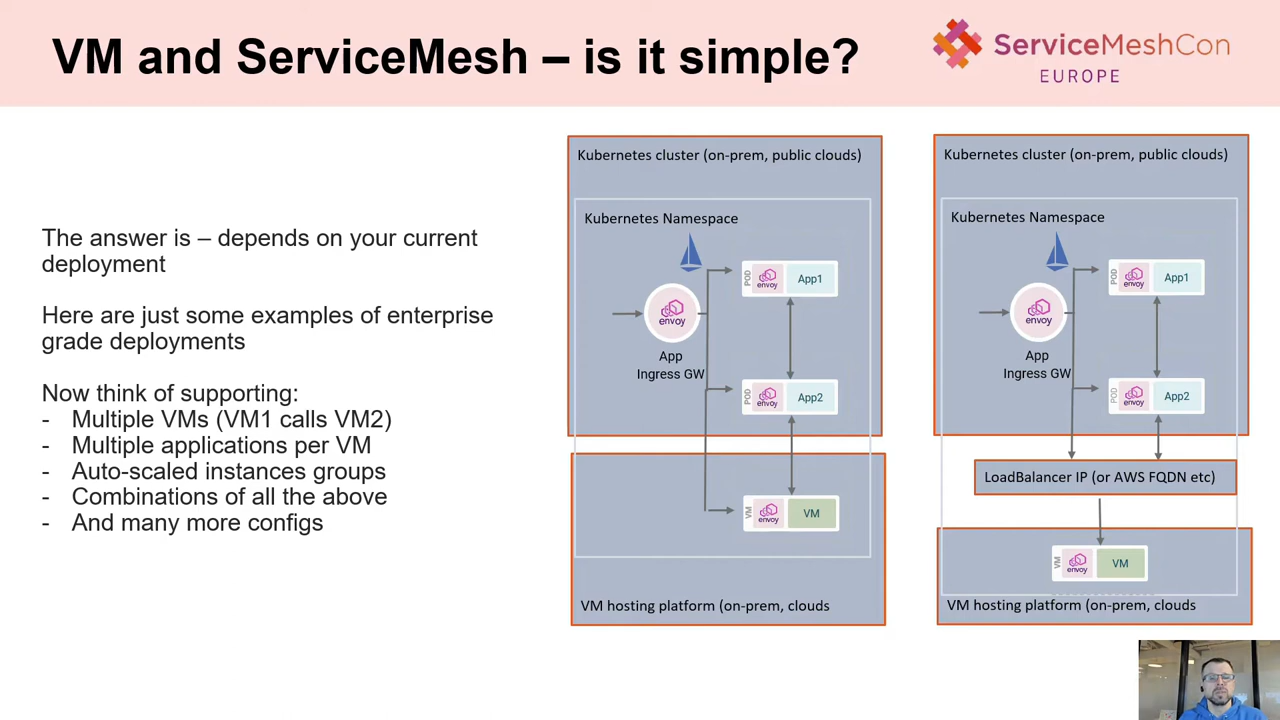 VM and ServiceMesh – is it simple?
ServiceMeshCon
EUROPE
The answer is – depends on your current
deployment
Here are just some examples of enterprise
grade deployments
Now think of supporting:
- Multiple VMs (VM1 calls VM2)
- Multiple applications per VM
- Auto-scaled instances groups
- Combinations of all the above
- And many more configs
Kubernetes cluster (on-prem, public clouds)
Kubernetes Namespace
POD
envoy
App1
envoy
App
Ingress GW
POD
envoy
App2
VM
envoy
VM
VM hosting platform (on-prem, clouds
Kubernetes cluster (on-prem, public clouds)
Kubernetes Namespace
POD
envoy
App1
envoy
App
Ingress GW
POD
envoy
App2
LoadBalancer IP (or AWS FQDN etc)
VM
envoy
VM
VM hosting platform (on-prem, clouds